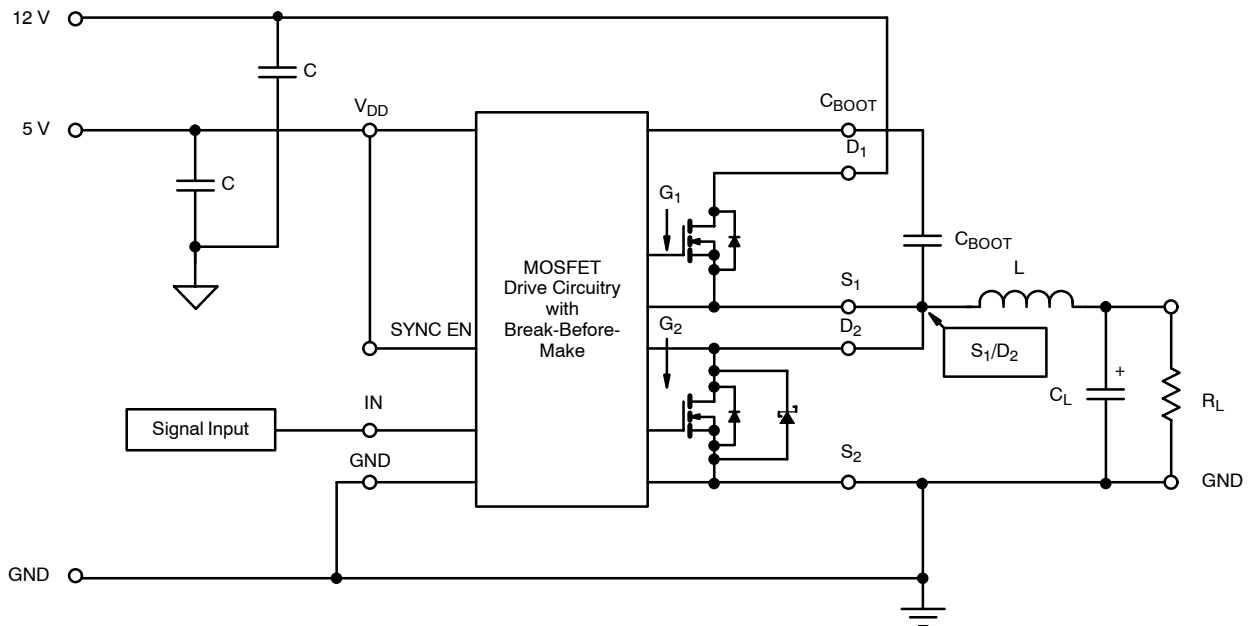 12 V
C
5 V
V_DD
C_BOOT
D_1
C
G_1
C_BOOT
MOSFET
Drive Circuitry
with
Break-Before-
Make
S_1
L
SYNC EN
G_2
D_2
S_1/D_2
+
C_L
R_L
IN
Signal Input
GND
S_2
GND
GND